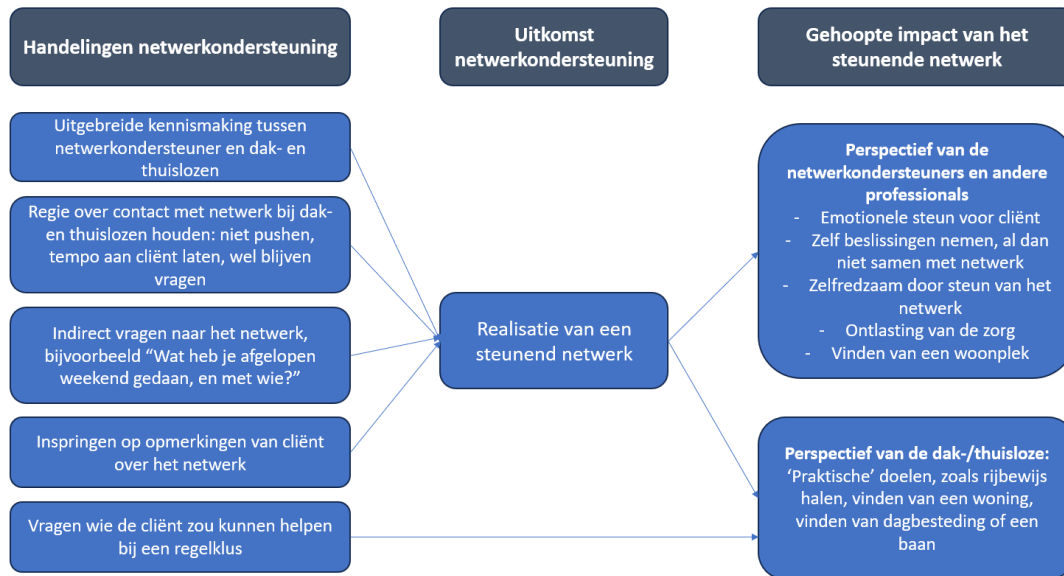 Handelingen netwerkondersteuning
Uitkomst
netwerkondersteuning
Gehoopte impact van het
steunende netwerk
Uitgebreide kennismaking tussen
netwerkondersteuner en dak- en
thuislozen
Regie over contact met netwerk bij dak-
en thuislozen houden: niet pushen,
tempo aan cliënt laten, wel blijven
vragen
Indirect vragen naar het netwerk,
bijvoorbeeld “Wat heb je afgelopen
weekend gedaan, en met wie?”
Inspringen op opmerkingen van cliënt
over het netwerk
Vragen wie de cliënt zou kunnen helpen
bij een regelklus
Realisatie van een
steunend netwerk
Perspectief van de
netwerkondersteuners en andere
professionals
- Emotionele steun voor cliënt
- Zelf beslissingen nemen, al dan
niet samen met netwerk
- Zelfredzaam door steun van het
netwerk
- Ontlasting van de zorg
- Vinden van een woonplek
Perspectief van de dak-/thuisloze:
‘Praktische’ doelen, zoals rijbewijs
halen, vinden van een woning,
vinden van dagbesteding of een
baan